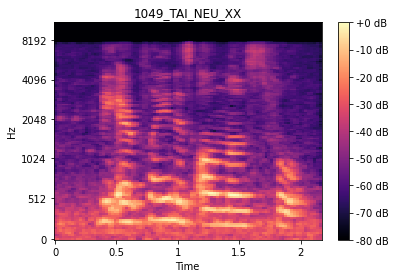 1049_TAI_NEU_XX
+0 dB
8192
-10 dB
4096
-20 dB
-30 dB
2048
Hz
-40 dB
1024
-50 dB
512
-60 dB
-70 dB
0
-80 dB
0
0.5
1
1.5
2
Time